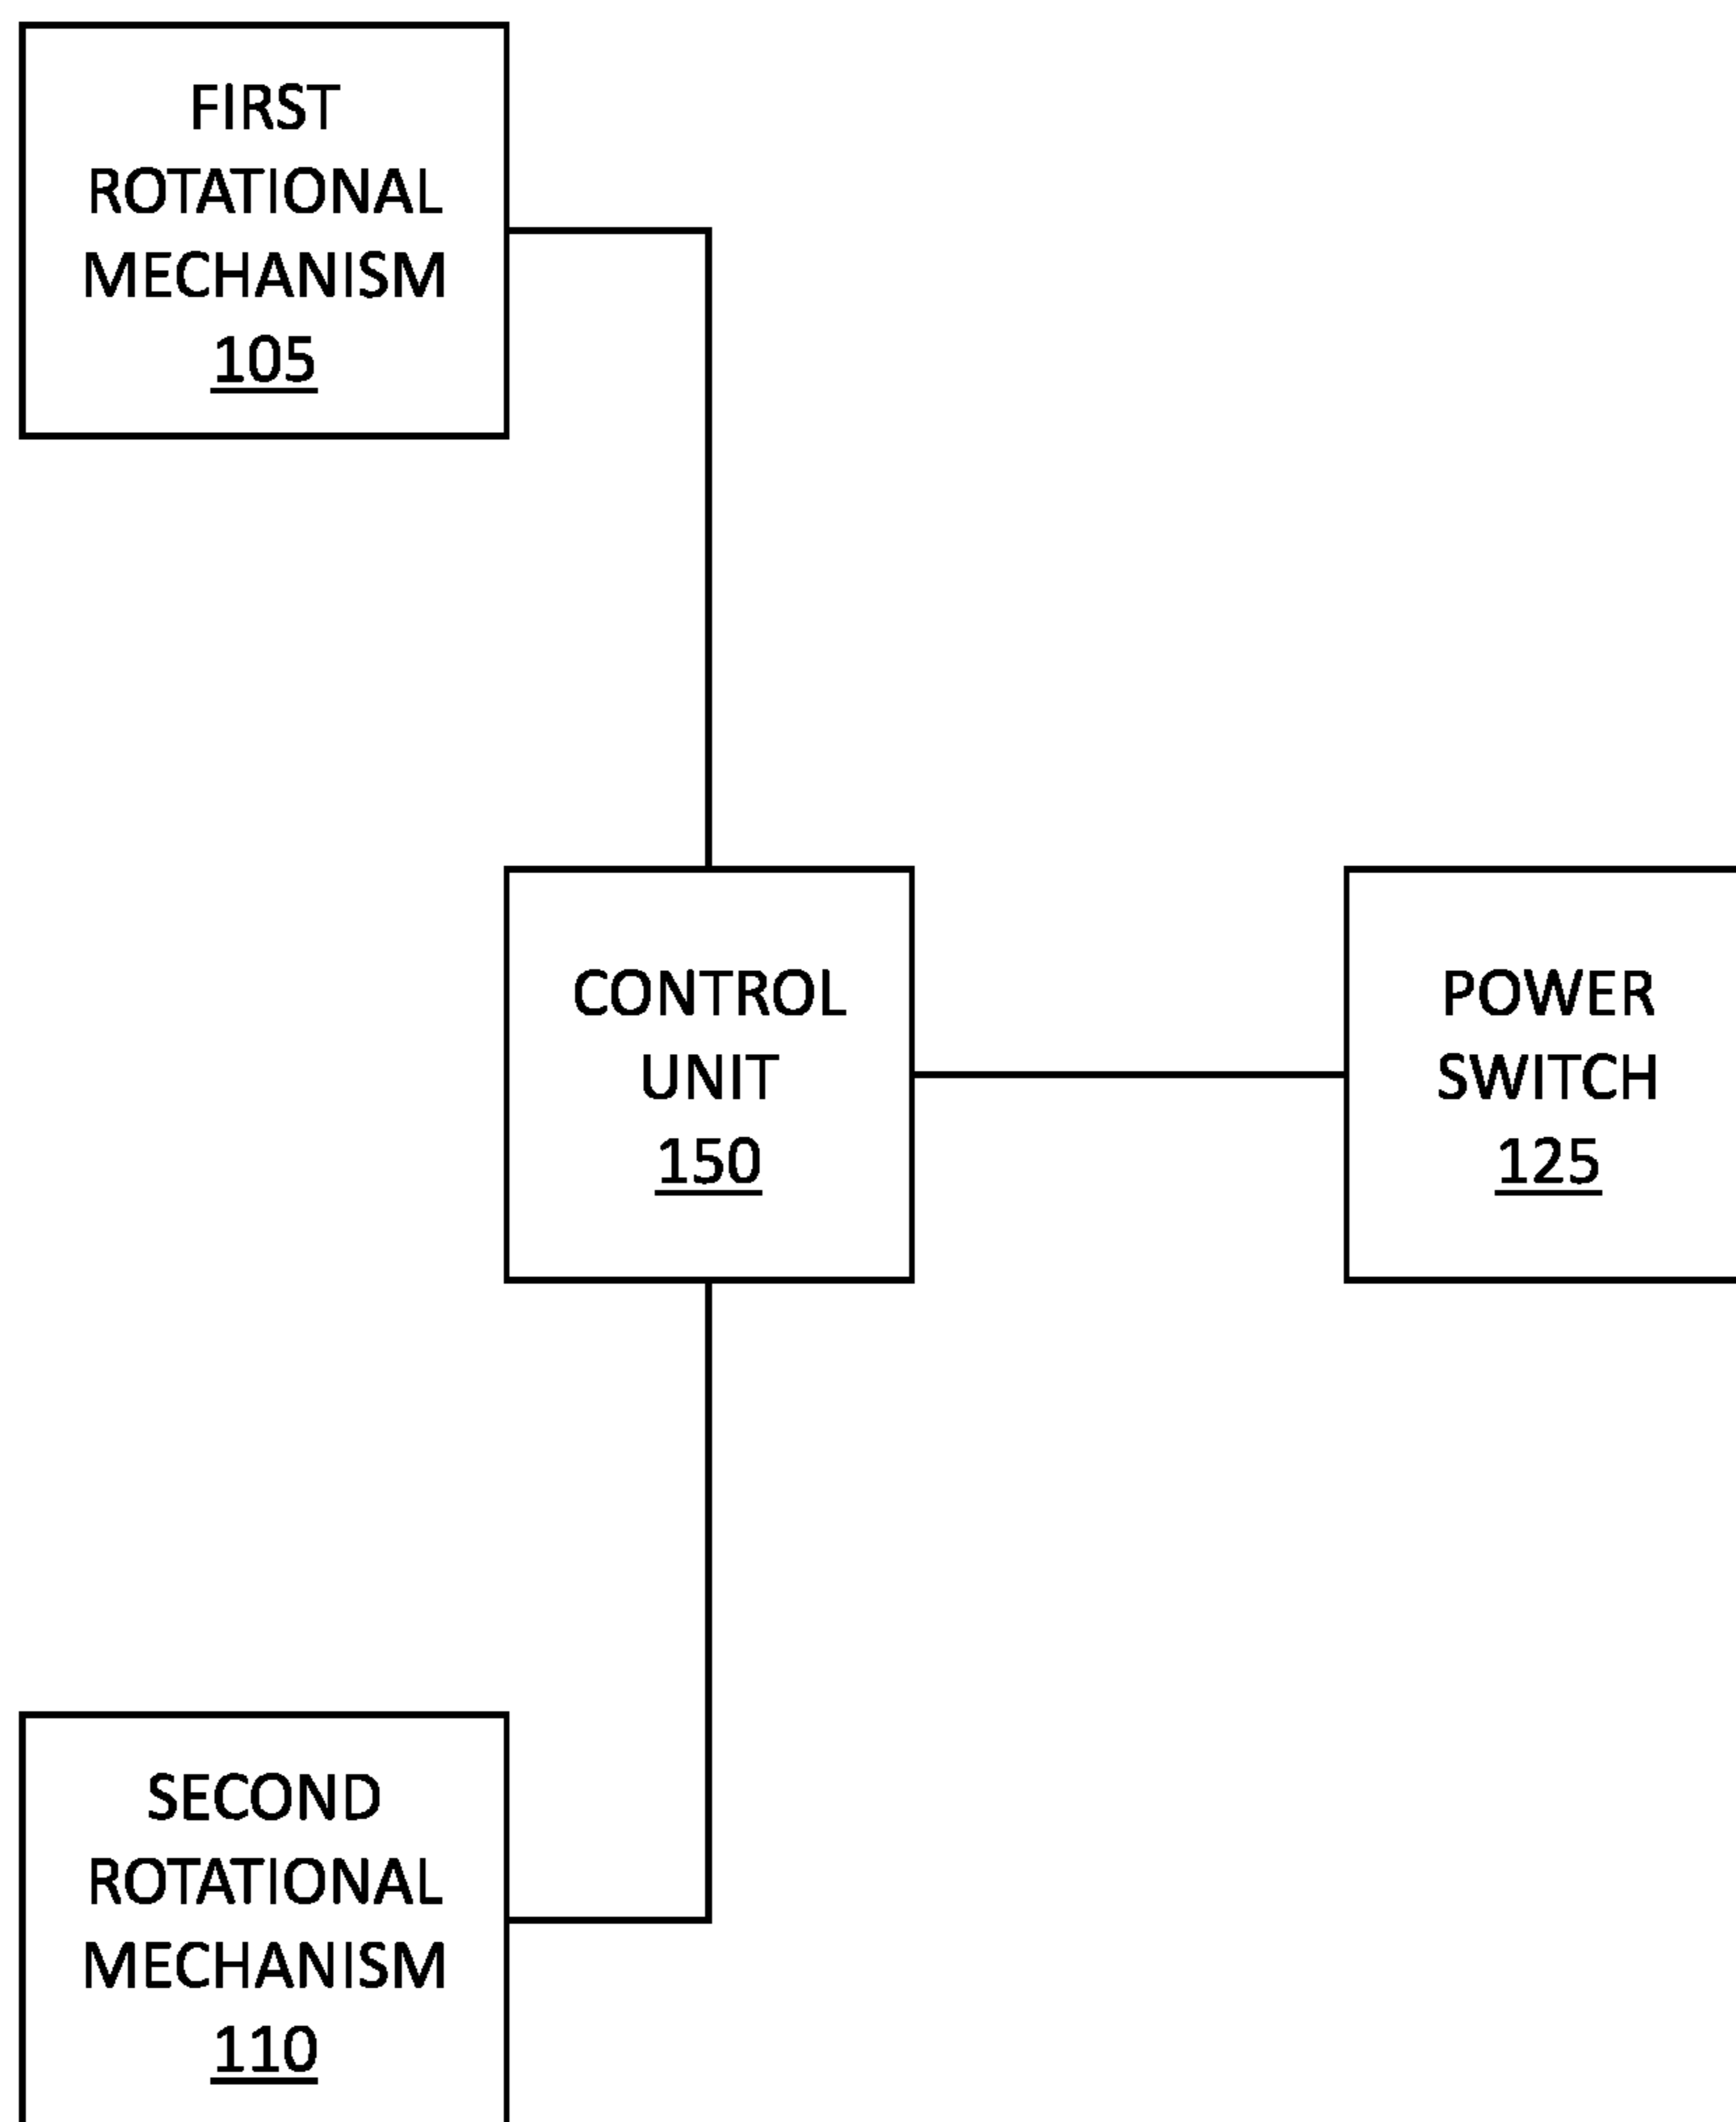 FIRST
ROTATIONAL
MECHANISM
105
CONTROL
UNIT
150
POWER
SWITCH
125
SECOND
ROTATIONAL
MECHANISM
110